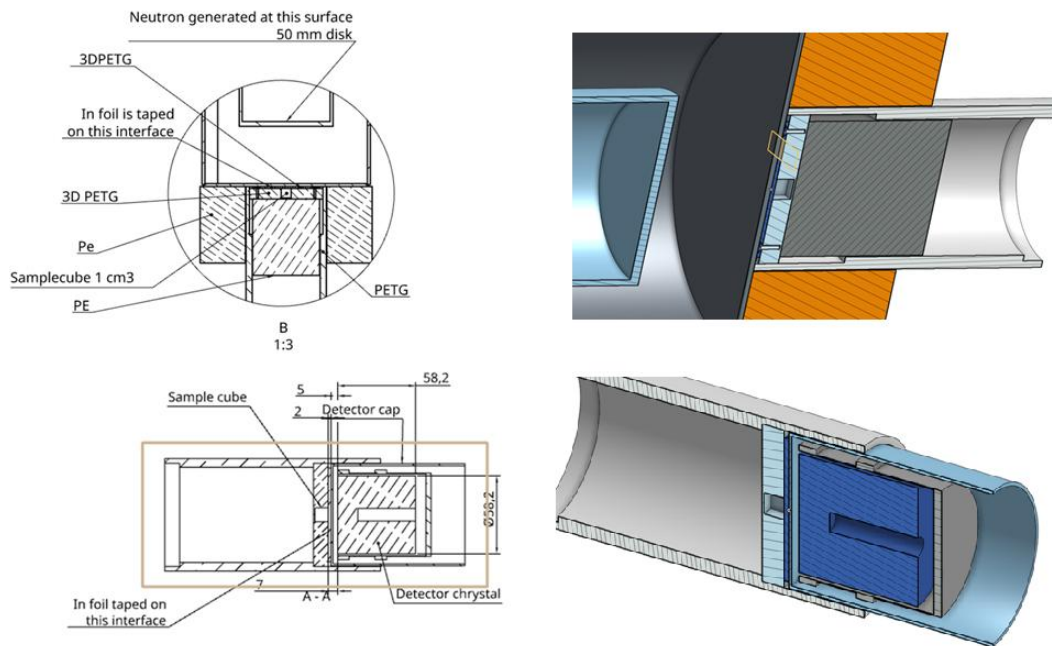 Neutron generated at this surface
50 mm disk
3DPETG
In foil is taped
on this interface
3D PETG
Pe
Samplecube 1 cm3
PE
PETG
B
1:3
58,2
5
Sample cube
2
Detector cap
Ø58,2
7
A - A
In foil taped on
this interface
Detector chrystal